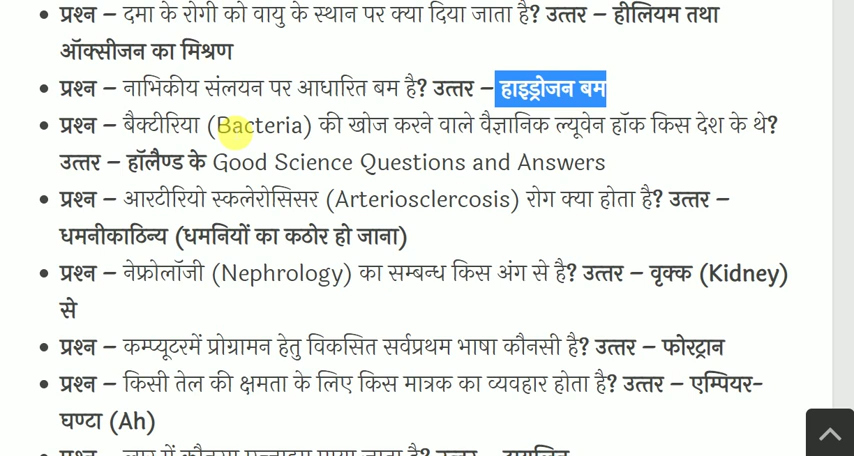 प्रश्न – दमा के रोगी को वायु के स्थान पर क्या दिया जाता है? उत्तर – हीलियम तथा
ऑक्सीजन का मिश्रण
प्रश्न – नाभिकीय संलयन पर आधारित बम है? उत्तर – हाइड्रोजन बम
प्रश्न – बैक्टीरिया (Bacteria) की खोज करने वाले वैज्ञानिक ल्यूवेन हॉक किस देश के थे?
उत्तर – हॉलैण्ड के Good Science Questions and Answers
प्रश्न – आरटीरियो स्कलेरोसिसर (Arteriosclercosis) रोग क्या होता है? उत्तर –
धमनीकाठिन्य (धमनियों का कठोर हो जाना)
प्रश्न – नेफ्रोलॉजी (Nephrology) का सम्बन्ध किस अंग से है? उत्तर – वृक्क (Kidney)
से
प्रश्न – कम्प्यूटरमें प्रोग्रामन हेतु विकसित सर्वप्रथम भाषा कौनसी है? उत्तर – फोरट्रान
प्रश्न – किसी तेल की क्षमता के लिए किस मात्रक का व्यवहार होता है? उत्तर – एम्पियर-
घण्टा (Ah)